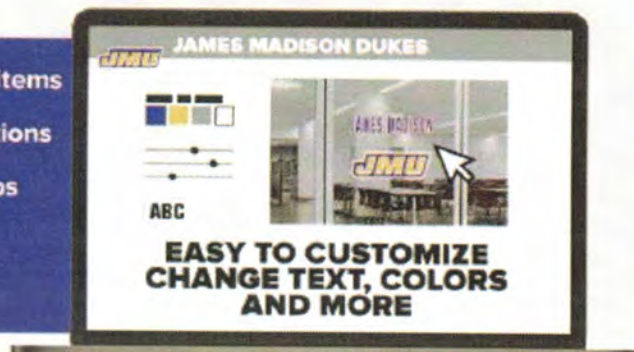 items
ions
os
JMU
JAMES MADISON DUKES
JAMES MADISON
JMU
ABC
EASY TO CUSTOMIZE
CHANGE TEXT, COLORS
AND MORE